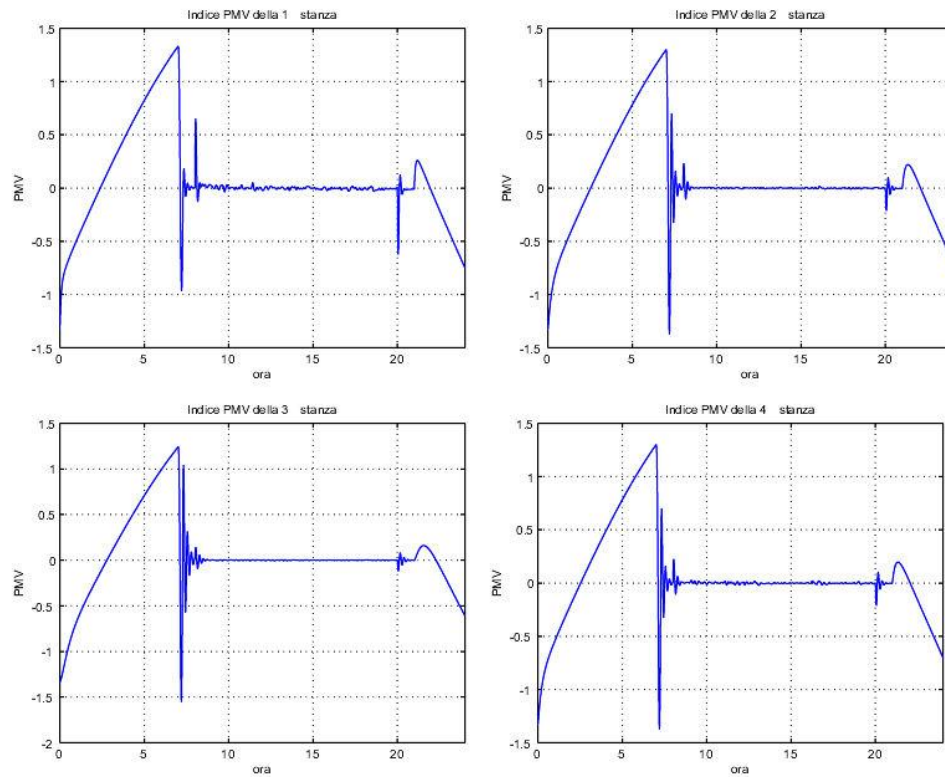 Indice PMV della 1 stanza
1.5
1
0.5
0
-0.5
-1
-1.5
PMV
0 5 10 15 20
ora
Indice PMV della 2 stanza
1.5
1
0.5
0
-0.5
-1
-1.5
PMV
0 5 10 15 20
ora
Indice PMV della 3 stanza
1.5
1
0.5
0
-0.5
-1
-1.5
-2
PMV
0 5 10 15 20
ora
Indice PMV della 4 stanza
1.5
1
0.5
0
-0.5
-1
-1.5
PMV
0 5 10 15 20
ora